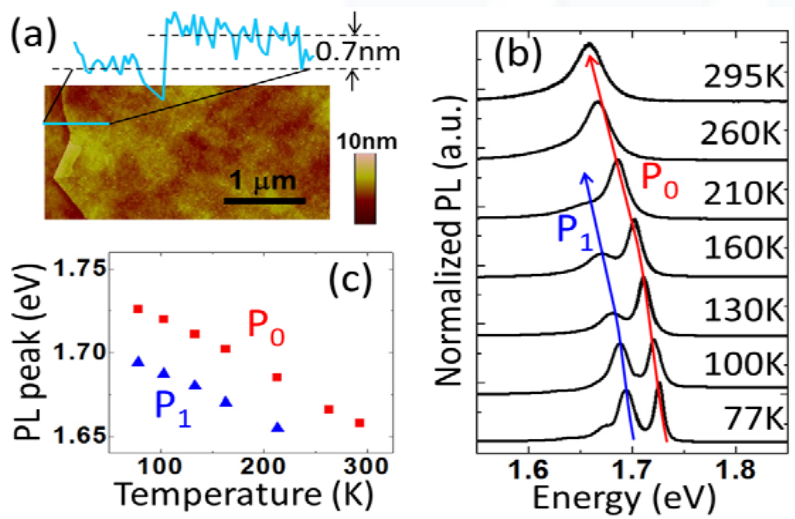 (a)
0.7nm
10nm
1 μm
(b)
295K
260K
210K
160K
130K
100K
77K
P0
P1
Normalized PL (a.u.)
1.6 1.7 1.8
Energy (eV)
(c)
1.75
1.70
1.65
P0
P1
PL peak (eV)
100 200 300
Temperature (K)